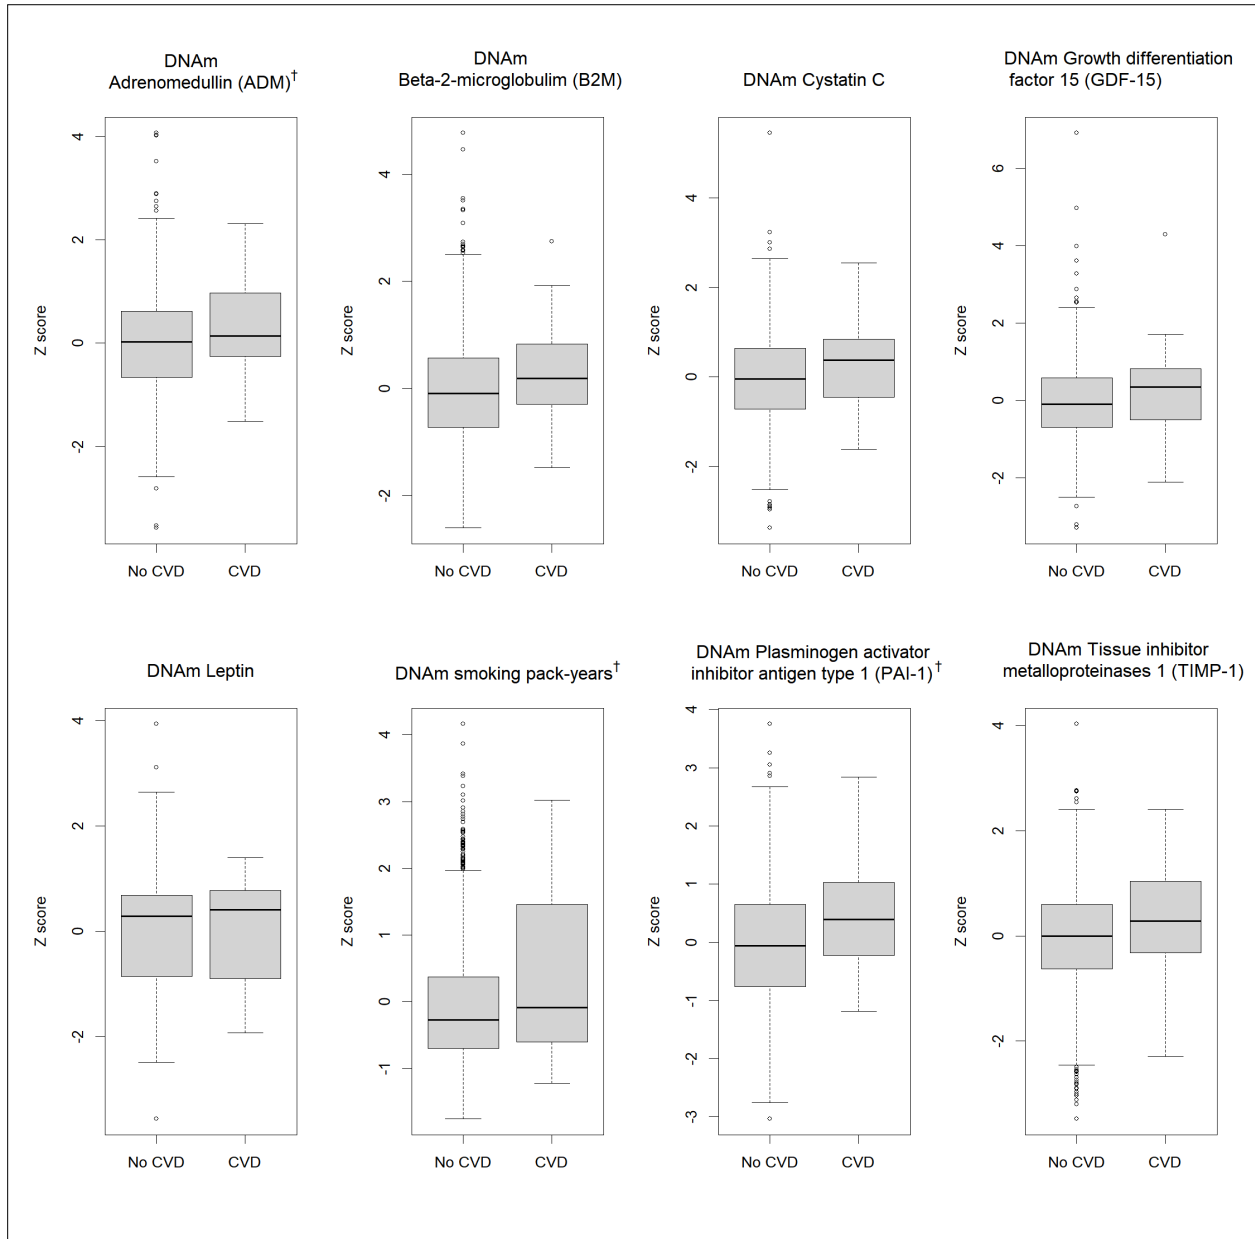 DNAm
Adrenomedullin (ADM)†
4
2
0
-2
Z score
No CVD CVD
DNAm
Beta-2-microglobulim (B2M)
4
2
0
-2
Z score
No CVD CVD
DNAm Cystatin C
4
2
0
-2
Z score
No CVD CVD
DNAm Growth differentiation
factor 15 (GDF-15)
6
4
2
0
-2
Z score
No CVD CVD
DNAm Leptin
4
2
0
-2
Z score
No CVD CVD
DNAm smoking pack-years†
4
3
2
1
0
-1
Z score
No CVD CVD
DNAm Plasminogen activator
inhibitor antigen type 1 (PAI-1)†
4
3
2
1
0
-1
-2
-3
Z score
No CVD CVD
DNAm Tissue inhibitor
metalloproteinases 1 (TIMP-1)
4
2
0
-2
Z score
No CVD CVD